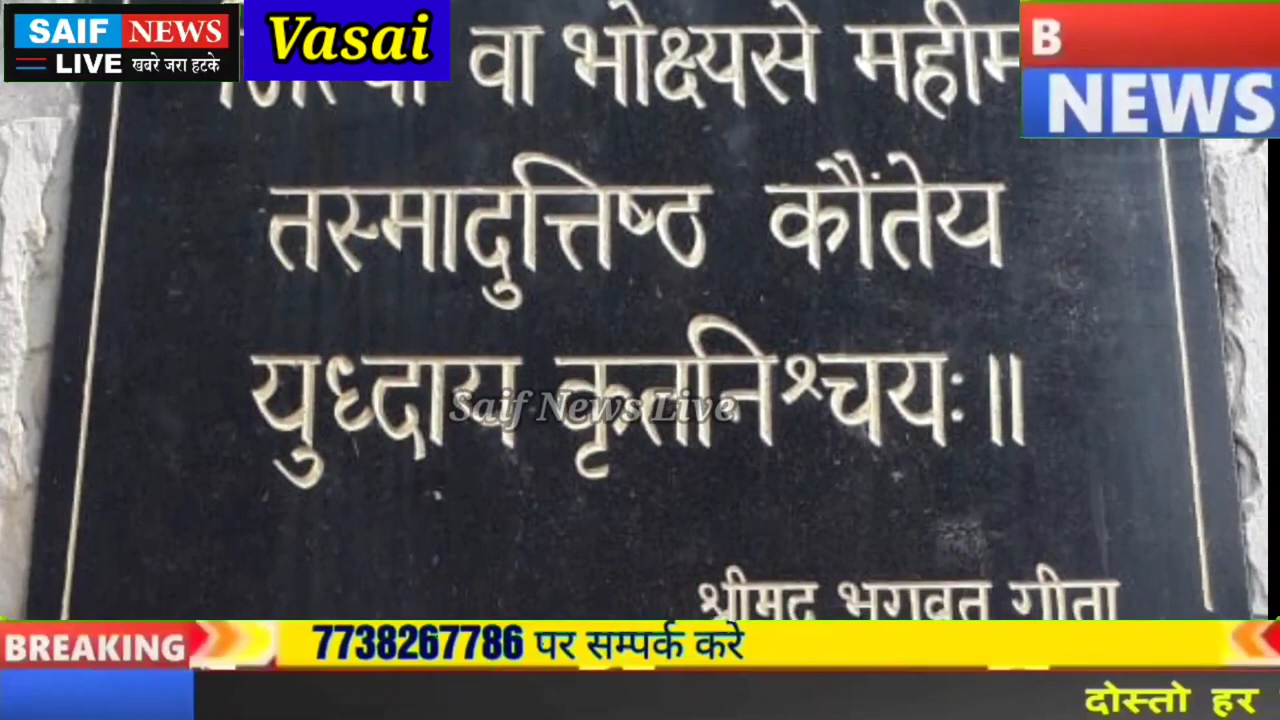 SAIF NEWS
LIVE खबरे जरा हटके
Vasai
B
NEWS
वा भोक्ष्यसे महीम
तस्मादुत्तिष्ठ कौंतेय
युध्दाय कृतनिश्चयः॥
Saif News Live
श्रीमद भगवत गीता
BREAKING
7738267786 पर सम्पर्क करे
दोस्तो हर